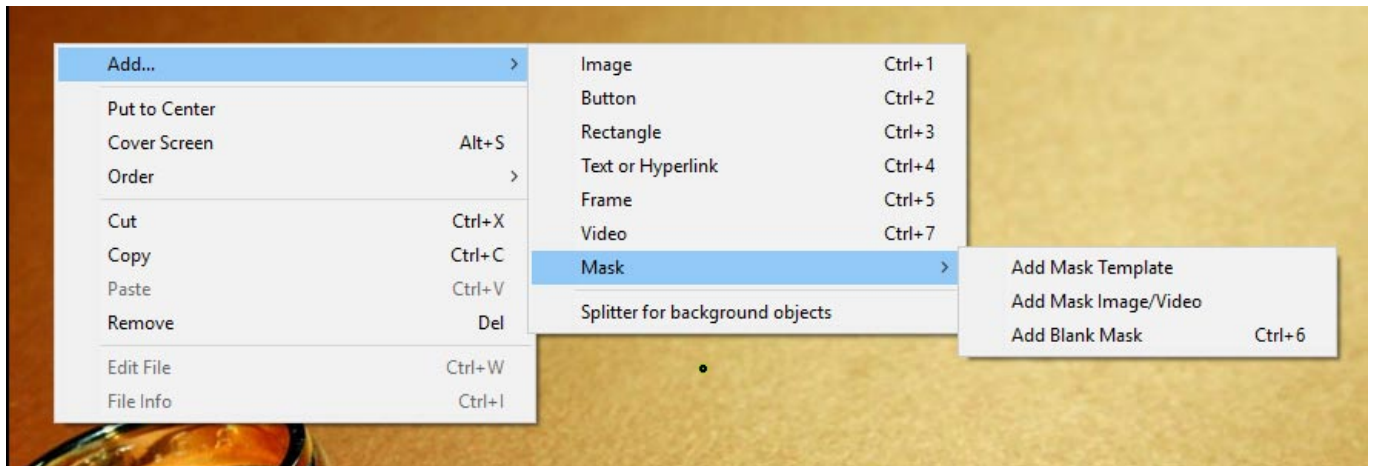 Add...
Put to Center
Cover Screen Alt+S
Order
Cut Ctrl+X
Copy Ctrl+C
Paste Ctrl+V
Remove Del
Edit File Ctrl+W
File Info Ctrl+I
Image Ctrl+1
Button Ctrl+2
Rectangle Ctrl+3
Text or Hyperlink Ctrl+4
Frame Ctrl+5
Video Ctrl+7
Mask
Splitter for background objects
Add Mask Template
Add Mask Image/Video
Add Blank Mask Ctrl+6